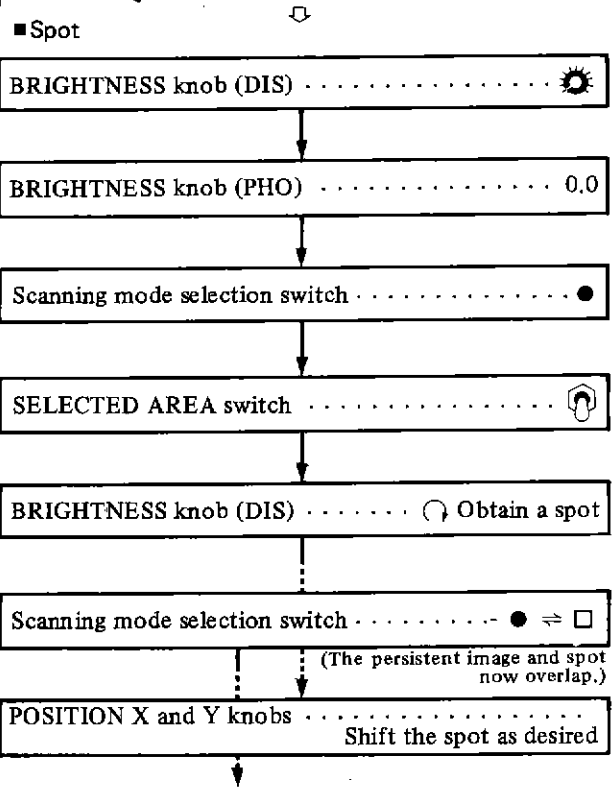 ■Spot
BRIGHTNESS knob (DIS) · · · · · · · · · · · · · · · ·
BRIGHTNESS knob (PHO) · · · · · · · · · · · · · · · 0.0
Scanning mode selection switch · · · · · · · · · · · · · · ●
SELECTED AREA switch · · · · · · · · · · · · · · · ·
BRIGHTNESS knob (DIS) · · · · · · · Obtain a spot
Scanning mode selection switch · · · · · · · · · - ● ⇌ □
(The persistent image and spot
now overlap.)
POSITION X and Y knobs · · · · · · · · · · · · · · · · · ·
Shift the spot as desired